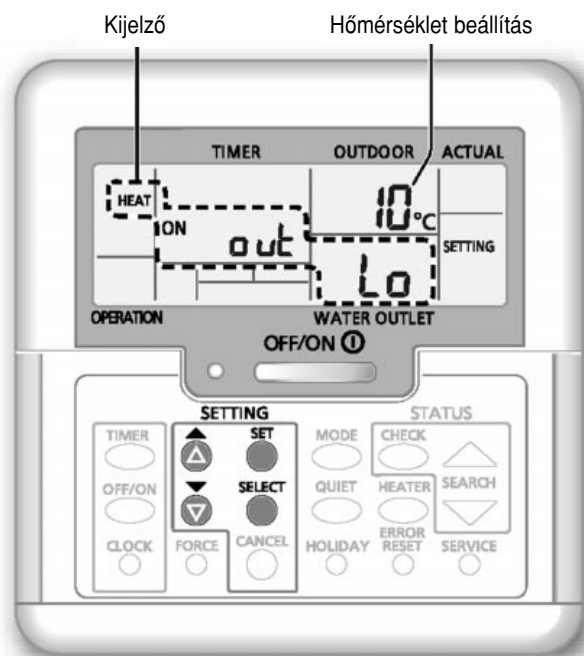 Kijelző Hőmérséklet beállítás
TIMER OUTDOOR ACTUAL
HEAT 10°C
ON out SETTING
Lo
OPERATION WATER OUTLET
OFF/ON
SETTING STATUS
TIMER SET MODE CHECK
OFF/ON SELECT QUIET HEATER SEARCH
CLOCK FORCE CANCEL HOLIDAY ERROR RESET SERVICE